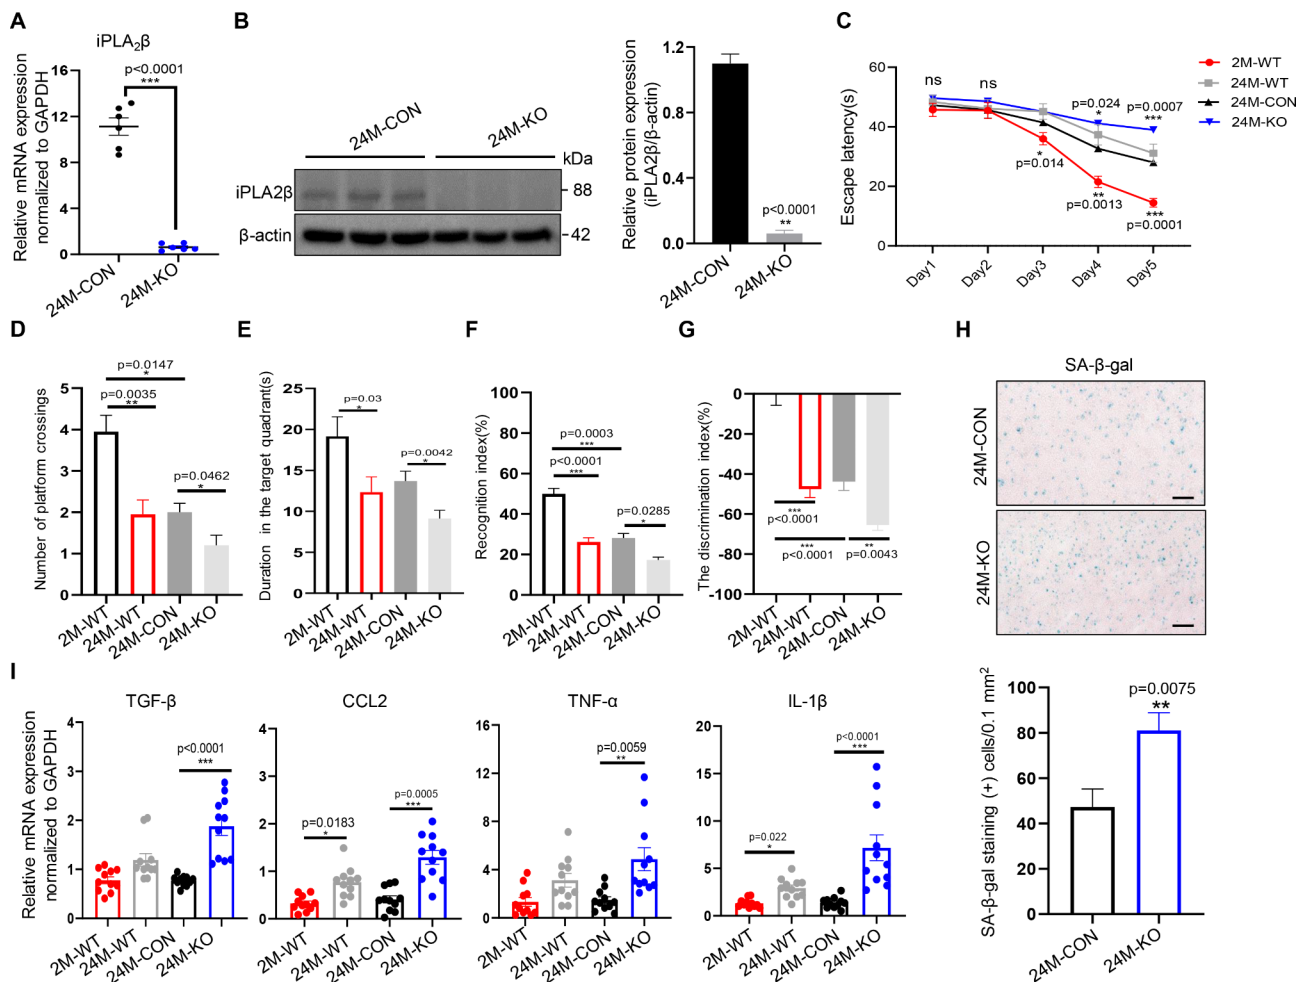 A
iPLA₂β
Relative mRNA expression
normalized to GAPDH
16
12
8
4
0
p<0.0001
***
24M-CON
24M-KO
B
24M-CON
24M-KO
kDa
iPLA2β
88
β-actin
42
Relative protein expression
(iPLA2β/β-actin)
1.2
0.9
0.6
0.3
0.0
p<0.0001
**
24M-CON
24M-KO
C
Escape latency(s)
60
40
20
0
ns
ns
p=0.024
*
p=0.0007
***
*
p=0.014
**
p=0.0013
***
p=0.0001
Day1
Day2
Day3
Day4
Day5
2M-WT
24M-WT
24M-CON
24M-KO
D
Number of platform crossings
5
4
3
2
1
0
p=0.0147
*
p=0.0035
**
p=0.0462
*
2M-WT
24M-WT
24M-CON
24M-KO
E
Duration in the target quadrant(s)
25
20
15
10
5
0
p=0.03
*
p=0.0042
*
2M-WT
24M-WT
24M-CON
24M-KO
F
Recognition index(%)
100
80
60
40
20
0
p=0.0003
***
p<0.0001
***
p=0.0285
*
2M-WT
24M-WT
24M-CON
24M-KO
G
The discrimination index(%)
0
-20
-40
-60
-80
-100
***
p<0.0001
***
p<0.0001
**
p=0.0043
2M-WT
24M-WT
24M-CON
24M-KO
H
SA-β-gal
24M-CON
24M-KO
SA-β-gal staining (+) cells/0.1 mm²
100
80
60
40
20
0
p=0.0075
**
24M-CON
24M-KO
I
Relative mRNA expression
normalized to GAPDH
TGF-β
4
3
2
1
0
p<0.0001
***
2M-WT
24M-WT
24M-CON
24M-KO
CCL2
4
3
2
1
0
p=0.0183
*
p=0.0005
***
2M-WT
24M-WT
24M-CON
24M-KO
TNF-α
16
12
8
4
0
p=0.0059
**
2M-WT
24M-WT
24M-CON
24M-KO
IL-1β
20
15
10
5
0
p=0.022
*
p<0.0001
***
2M-WT
24M-WT
24M-CON
24M-KO